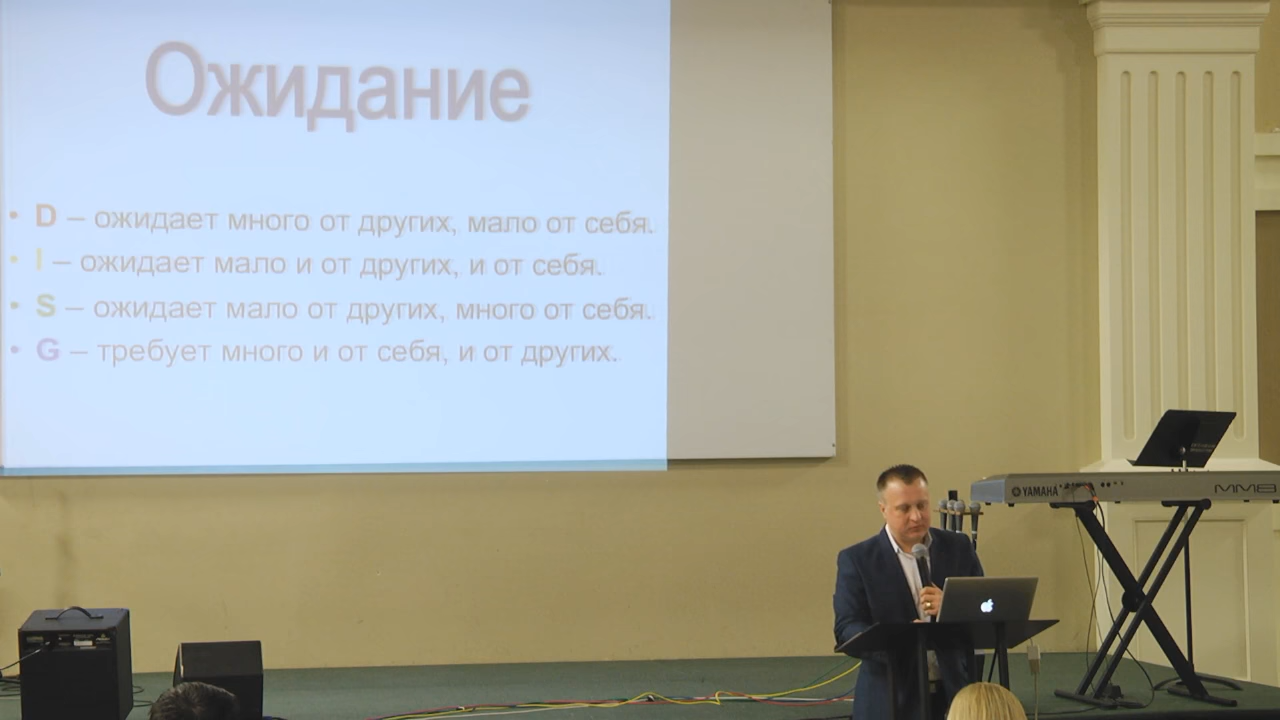 Ожидание
• D – ожидает много от других, мало от себя.
• I – ожидает мало и от других, и от себя.
• S – ожидает мало от других, много от себя.
• G – требует много и от себя, и от других.
YAMAHA
MM8